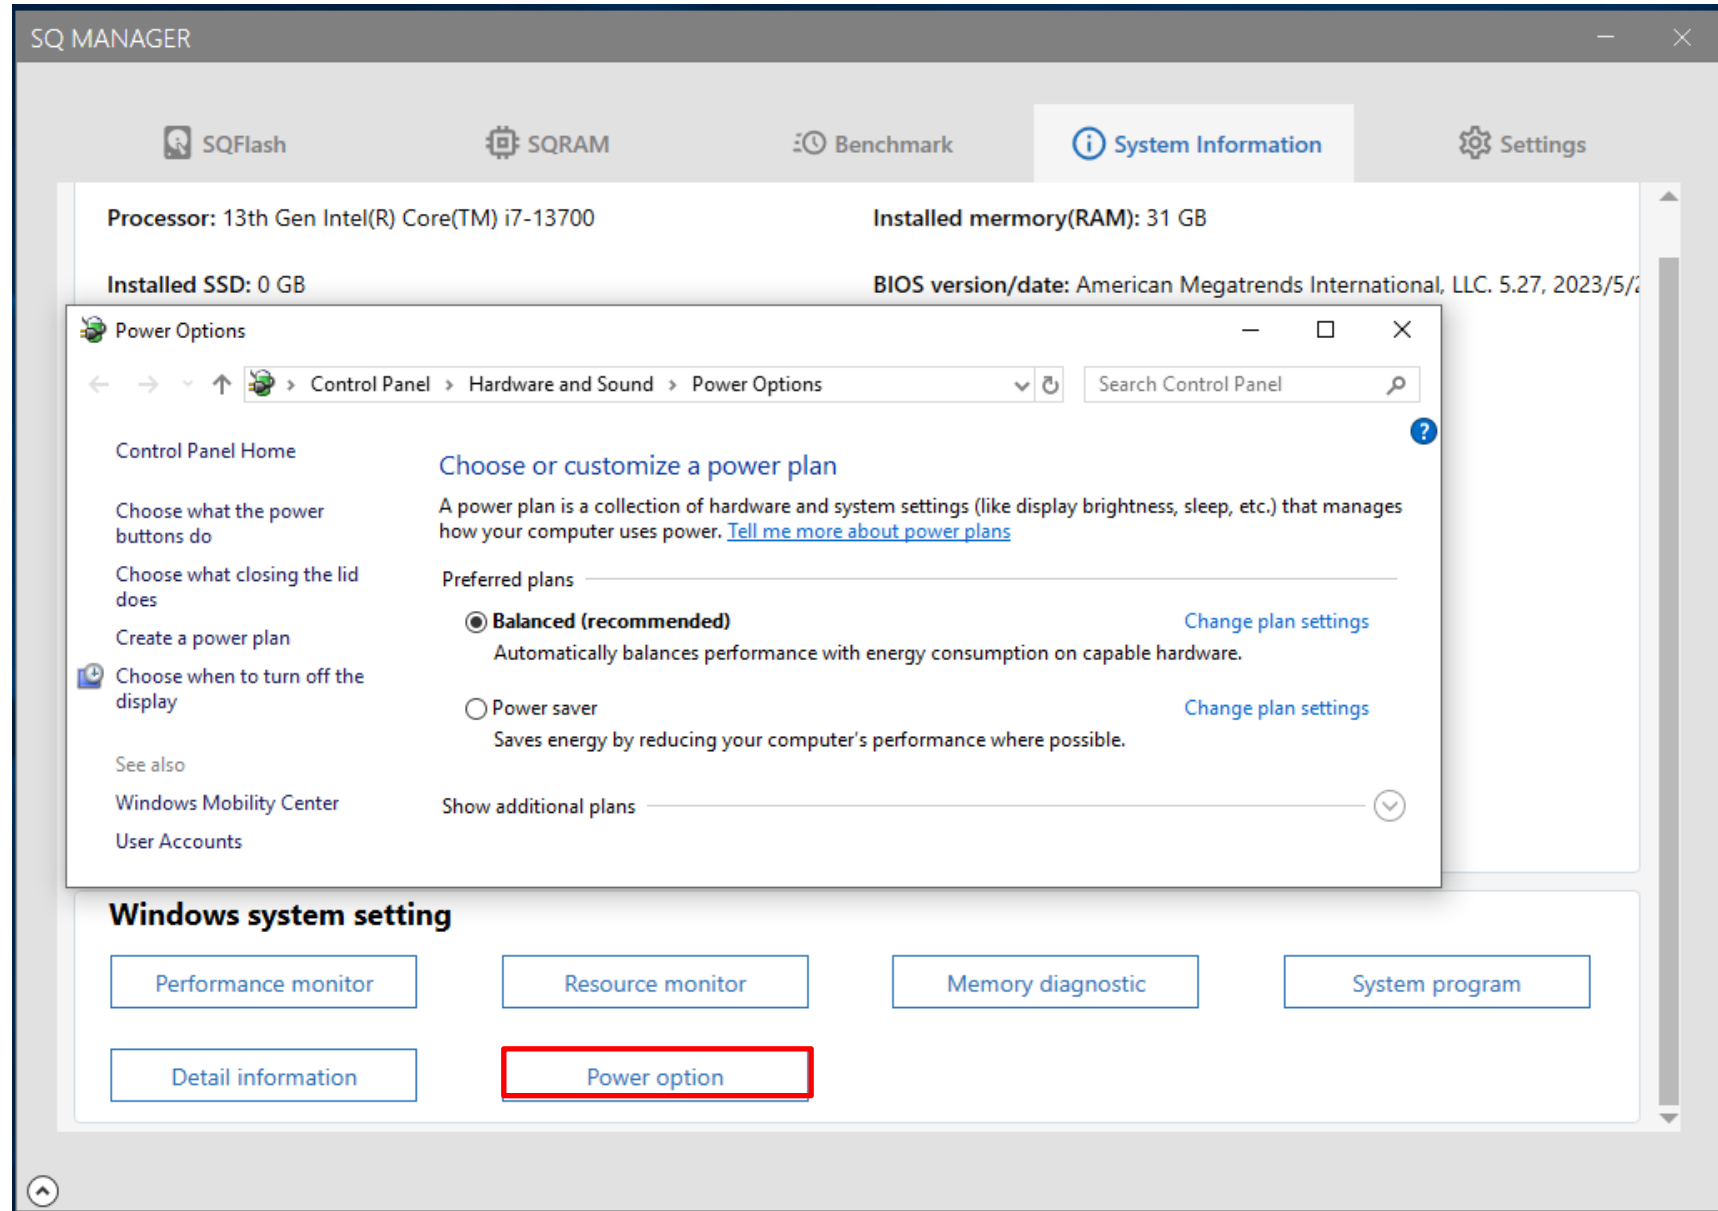 SQ MANAGER
SQFlash
SQRAM
Benchmark
System Information
Settings
Processor: 13th Gen Intel(R) Core(TM) i7-13700
Installed mermory(RAM): 31 GB
Installed SSD: 0 GB
BIOS version/date: American Megatrends International, LLC. 5.27, 2023/5/
Power Options
Control Panel > Hardware and Sound > Power Options
Search Control Panel
Control Panel Home
Choose what the power
buttons do
Choose what closing the lid
does
Create a power plan
Choose when to turn off the
display
See also
Windows Mobility Center
User Accounts
Choose or customize a power plan
A power plan is a collection of hardware and system settings (like display brightness, sleep, etc.) that manages
how your computer uses power. Tell me more about power plans
Preferred plans
Balanced (recommended)
Change plan settings
Automatically balances performance with energy consumption on capable hardware.
Power saver
Change plan settings
Saves energy by reducing your computer's performance where possible.
Show additional plans
Windows system setting
Performance monitor
Resource monitor
Memory diagnostic
System program
Detail information
Power option